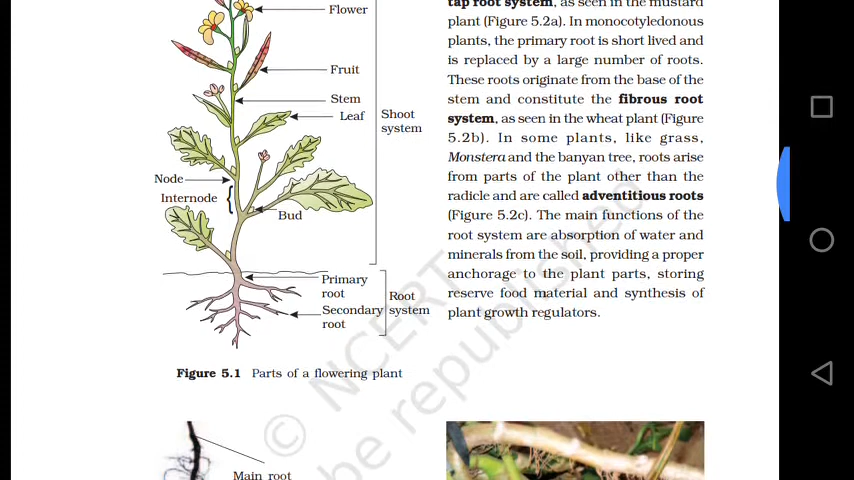 Flower
Fruit
Stem
Leaf
Shoot
system
Node
Internode
Bud
Primary
root
Secondary
root
Root
system
Figure 5.1 Parts of a flowering plant
Main root
tap root system, as seen in the mustard
plant (Figure 5.2a). In monocotyledonous
plants, the primary root is short lived and
is replaced by a large number of roots.
These roots originate from the base of the
stem and constitute the fibrous root
system, as seen in the wheat plant (Figure
5.2b). In some plants, like grass,
Monstera and the banyan tree, roots arise
from parts of the plant other than the
radicle and are called adventitious roots
(Figure 5.2c). The main functions of the
root system are absorption of water and
minerals from the soil, providing a proper
anchorage to the plant parts, storing
reserve food material and synthesis of
plant growth regulators.
© NCERT
be republished